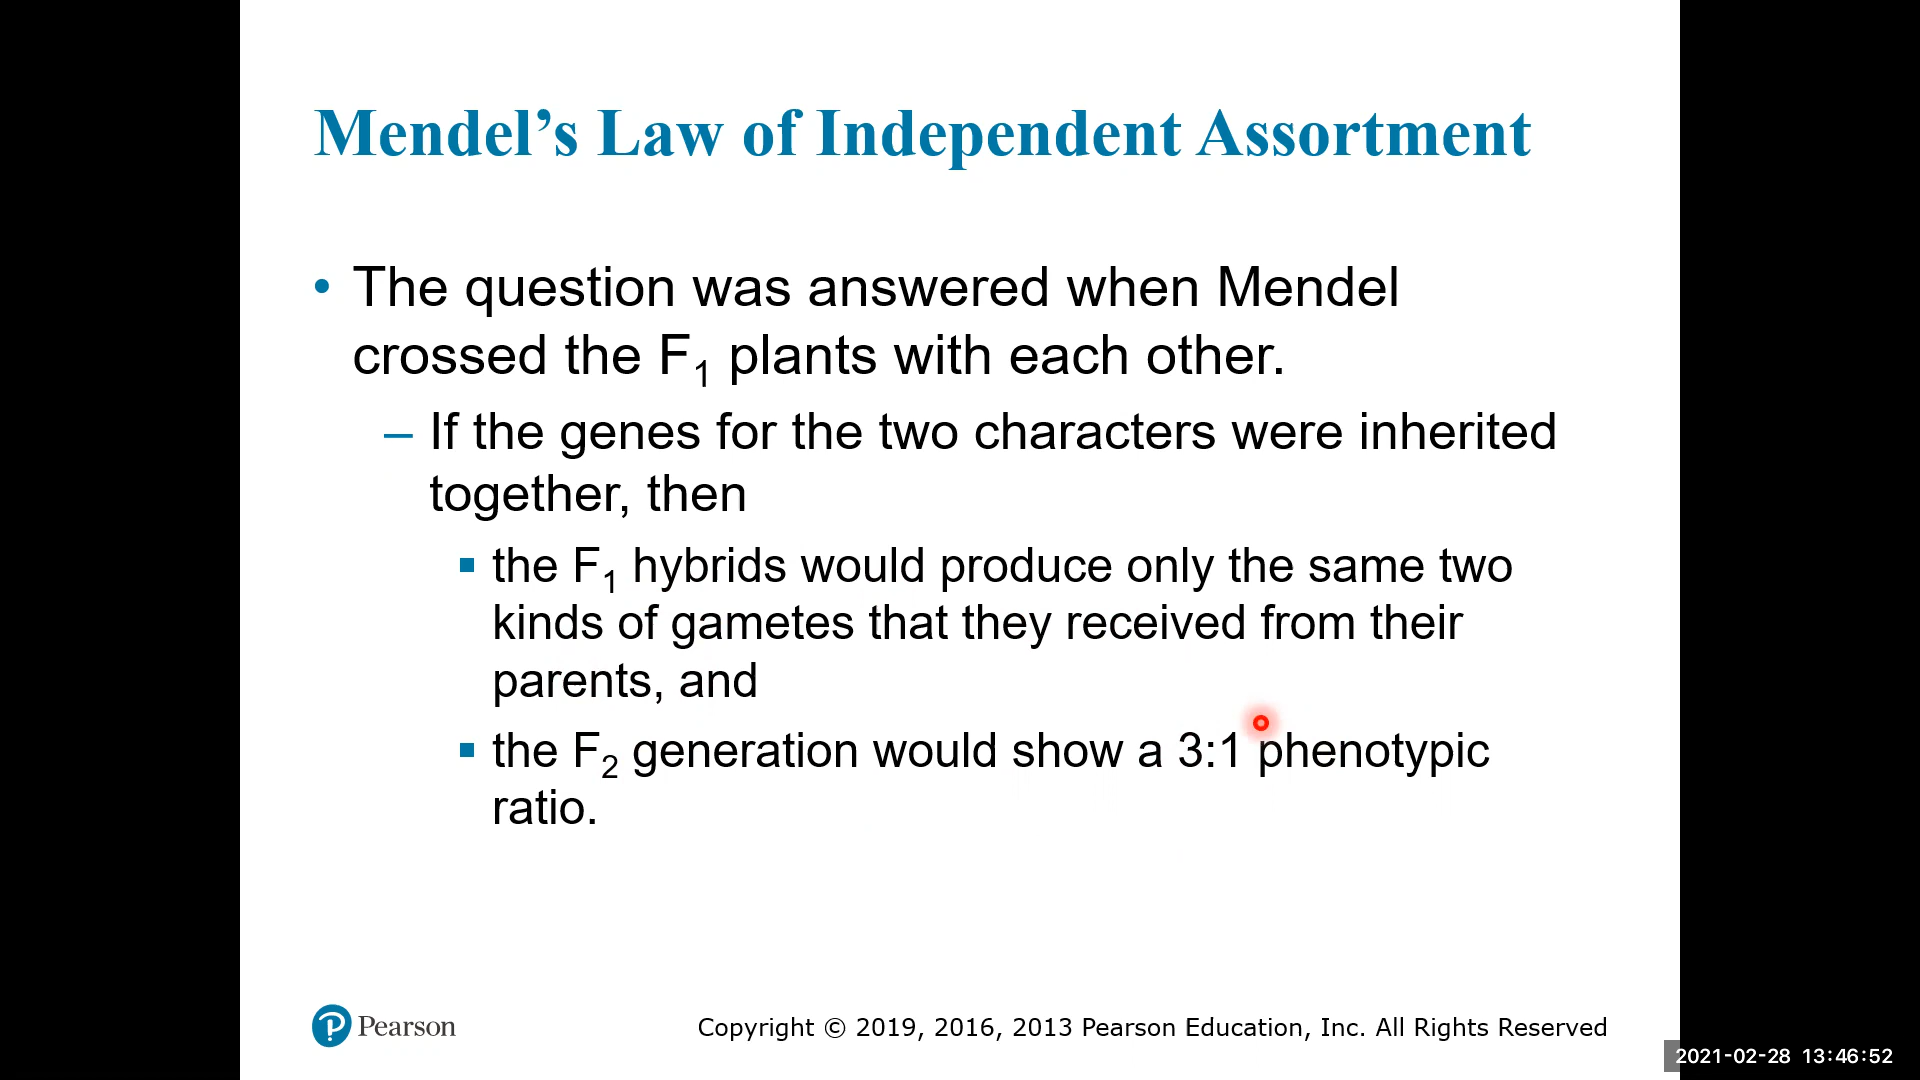 Mendel’s Law of Independent Assortment
• The question was answered when Mendel
crossed the F₁ plants with each other.
– If the genes for the two characters were inherited
together, then
▪ the F₁ hybrids would produce only the same two
kinds of gametes that they received from their
parents, and
▪ the F₂ generation would show a 3:1 phenotypic
ratio.
Pearson
Copyright © 2019, 2016, 2013 Pearson Education, Inc. All Rights Reserved
2021-02-28 13:46:52